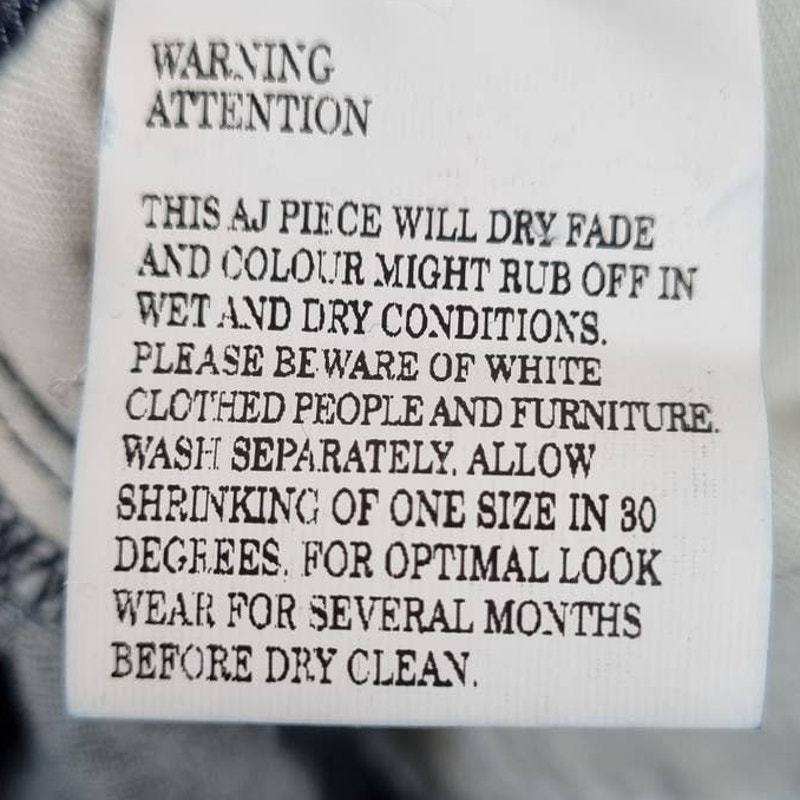 WARNING
ATTENTION
THIS AJ PIECE WILL DRY FADE
AND COLOUR MIGHT RUB OFF IN
WET AND DRY CONDITIONS.
PLEASE BEWARE OF WHITE
CLOTHED PEOPLE AND FURNITURE.
WASH SEPARATELY. ALLOW
SHRINKING OF ONE SIZE IN 30
DEGREES. FOR OPTIMAL LOOK
WEAR FOR SEVERAL MONTHS
BEFORE DRY CLEAN.